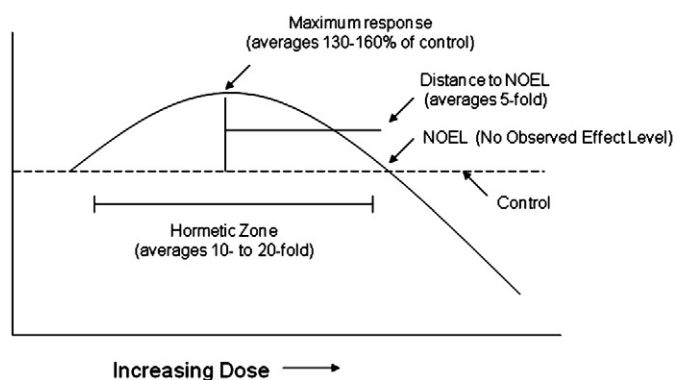 Maximum response
(averages 130-160% of control)
Distance to NOEL
(averages 5-fold)
NOEL (No Observed Effect Level)
Control
Hormetic Zone
(averages 10- to 20-fold)
Increasing Dose